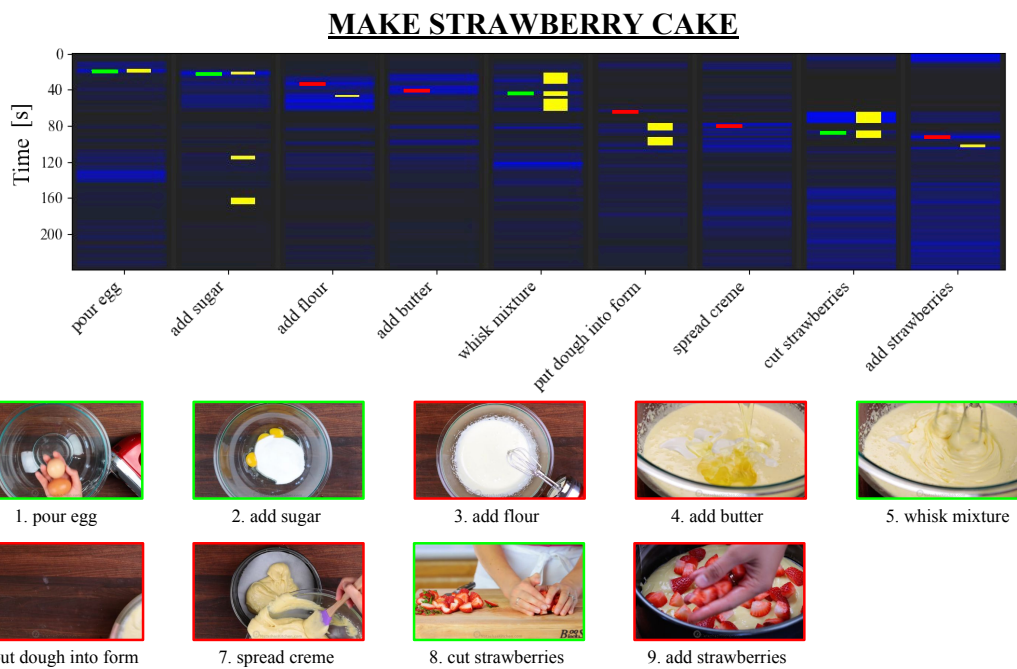 MAKE STRAWBERRY CAKE
0
40
80
120
160
200
Time [s]
pour egg
add sugar
add flour
add butter
whisk mixture
put dough into form
spread creme
cut strawberries
add strawberries
1. pour egg
2. add sugar
3. add flour
4. add butter
5. whisk mixture
ut dough into form
7. spread creme
8. cut strawberries
9. add strawberries